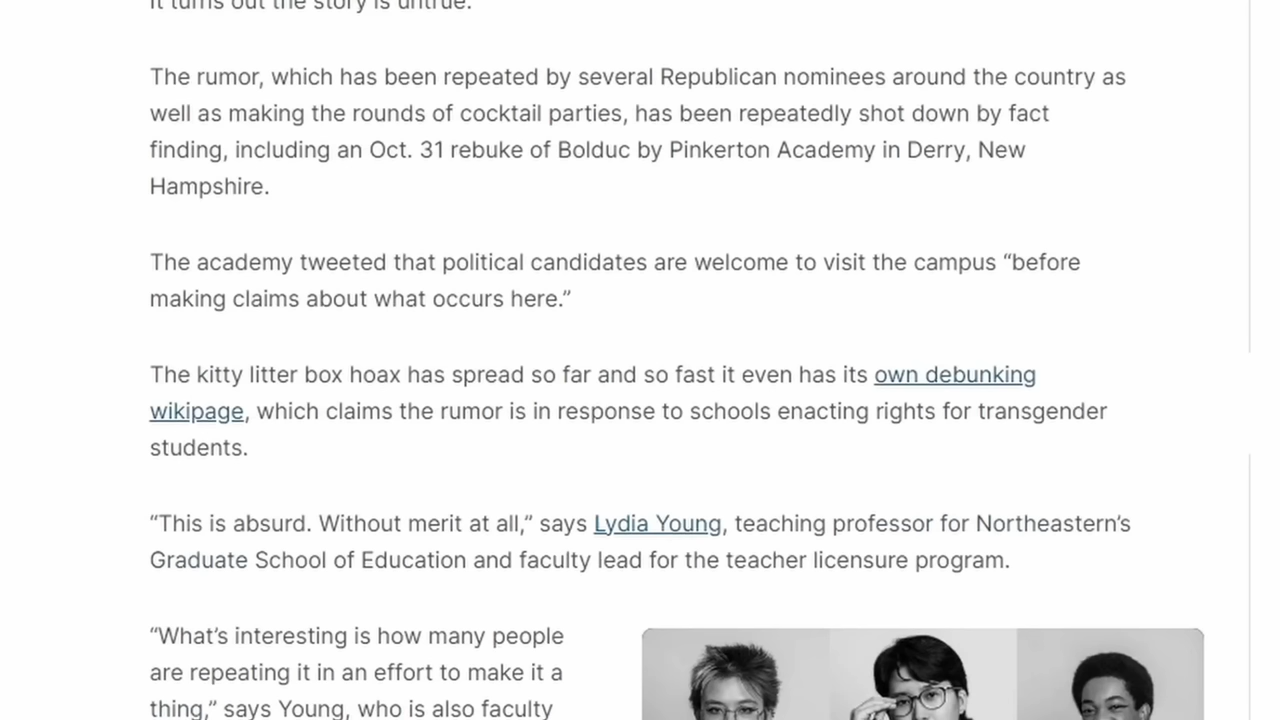 It turns out the story is untrue.
The rumor, which has been repeated by several Republican nominees around the country as
well as making the rounds of cocktail parties, has been repeatedly shot down by fact
finding, including an Oct. 31 rebuke of Bolduc by Pinkerton Academy in Derry, New
Hampshire.
The academy tweeted that political candidates are welcome to visit the campus “before
making claims about what occurs here.”
The kitty litter box hoax has spread so far and so fast it even has its own debunking
wikipage, which claims the rumor is in response to schools enacting rights for transgender
students.
“This is absurd. Without merit at all,” says Lydia Young, teaching professor for Northeastern’s
Graduate School of Education and faculty lead for the teacher licensure program.
“What’s interesting is how many people
are repeating it in an effort to make it a
thing,” says Young, who is also faculty